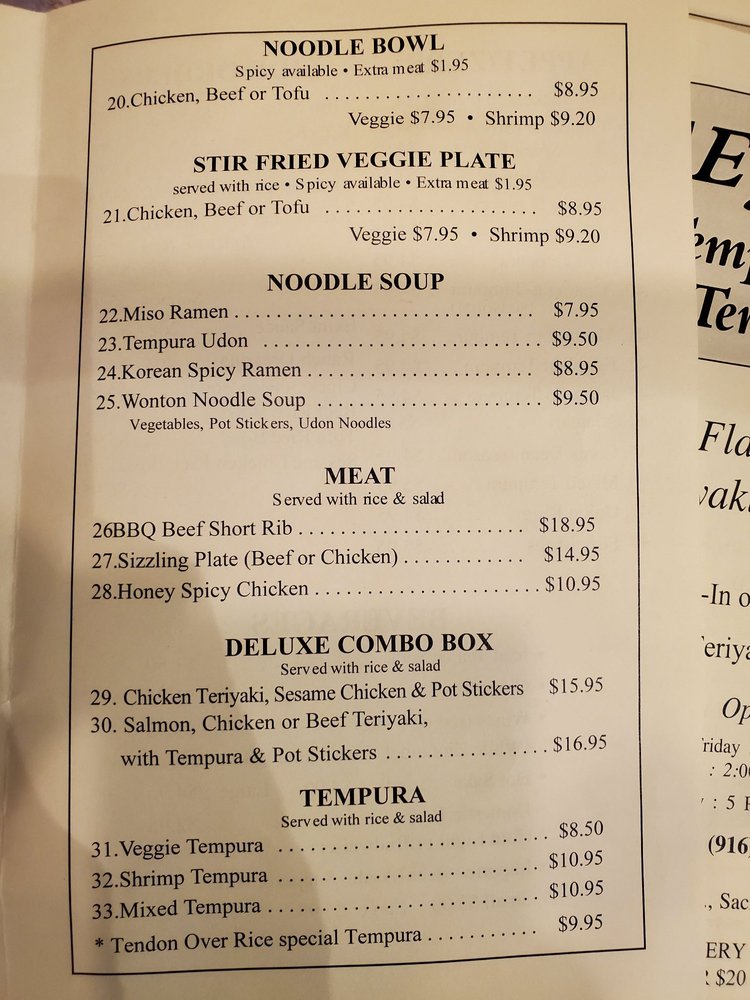 NOODLE BOWL
Spicy available • Extra meat $1.95
20.Chicken, Beef or Tofu ..................... $8.95
Veggie $7.95 • Shrimp $9.20
STIR FRIED VEGGIE PLATE
served with rice • Spicy available • Extra meat $1.95
21.Chicken, Beef or Tofu ..................... $8.95
Veggie $7.95 • Shrimp $9.20
NOODLE SOUP
22.Miso Ramen .............................. $7.95
23.Tempura Udon ............................ $9.50
24.Korean Spicy Ramen ....................... $8.95
25.Wonton Noodle Soup ....................... $9.50
Vegetables, Pot Stickers, Udon Noodles
MEAT
Served with rice & salad
26BBQ Beef Short Rib ....................... $18.95
27.Sizzling Plate (Beef or Chicken) ............ $14.95
28.Honey Spicy Chicken ....................... $10.95
DELUXE COMBO BOX
Served with rice & salad
29. Chicken Teriyaki, Sesame Chicken & Pot Stickers $15.95
30. Salmon, Chicken or Beef Teriyaki,
with Tempura & Pot Stickers ................ $16.95
TEMPURA
Served with rice & salad
31.Veggie Tempura ........................... $8.50
32.Shrimp Tempura ........................... $10.95
33.Mixed Tempura ........................... $10.95
* Tendon Over Rice special Tempura ........... $9.95
-In o
: 2:0
: 5 P
(916
., Sac
ERY
$20